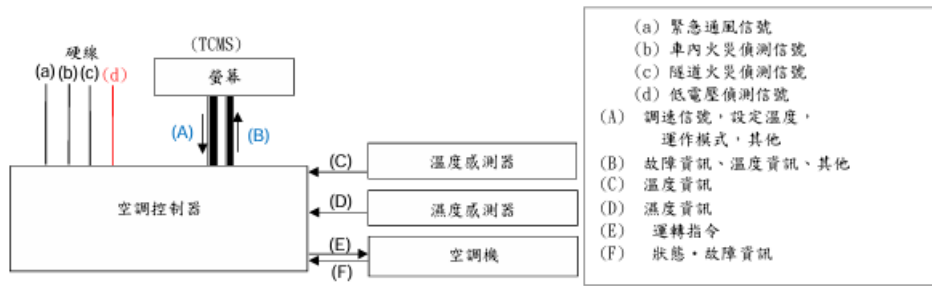 硬線
(a) (b) (c) (d)
(TCMS)
螢幕
(A)
(B)
空調控制器
(C)
溫度感測器
(D)
濕度感測器
(E)
(F)
空調機
(a) 緊急通風信號
(b) 車內火災偵測信號
(c) 隧道火災偵測信號
(d) 低電壓偵測信號
(A) 調速信號，設定溫度，
運作模式，其他
(B) 故障資訊、溫度資訊、其他
(C) 溫度資訊
(D) 濕度資訊
(E) 運轉指令
(F) 狀態・故障資訊